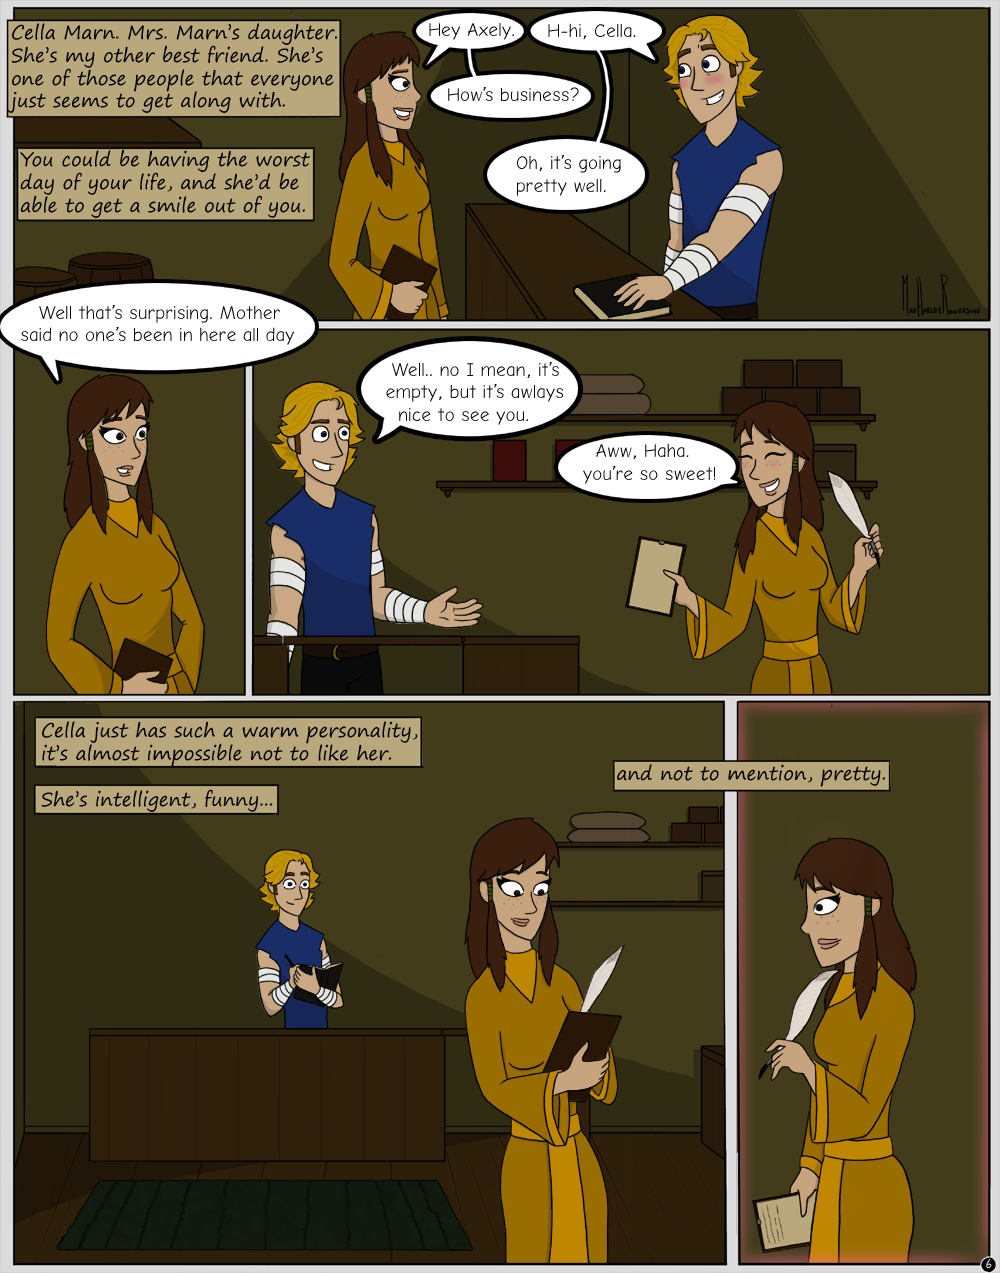 Cella Marn. Mrs. Marn's daughter.
She's my other best friend. She's
one of those people that everyone
just seems to get along with.
You could be having the worst
day of your life, and she'd be
able to get a smile out of you.
Hey Axely.
How's business?
H-hi, Cella.
Oh, it's going
pretty well.
Max Harley Rogerson
Well that's surprising. Mother
said no one's been in here all day
Well.. no I mean, it's
empty, but it's awlays
nice to see you.
Aww, Haha.
you're so sweet!
Cella just has such a warm personality,
it's almost impossible not to like her.
She's intelligent, funny...
and not to mention, pretty.
6